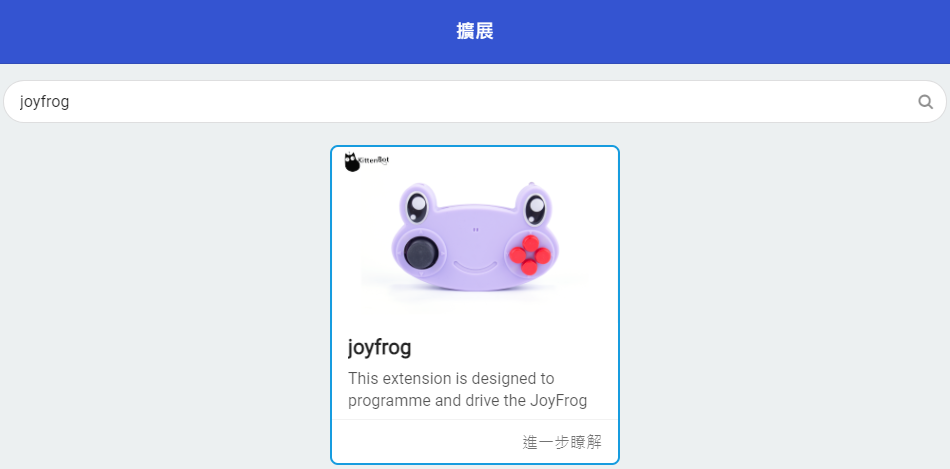 擴展
joyfrog
KittenBot
joyfrog
This extension is designed to
programme and drive the JoyFrog
進一步瞭解